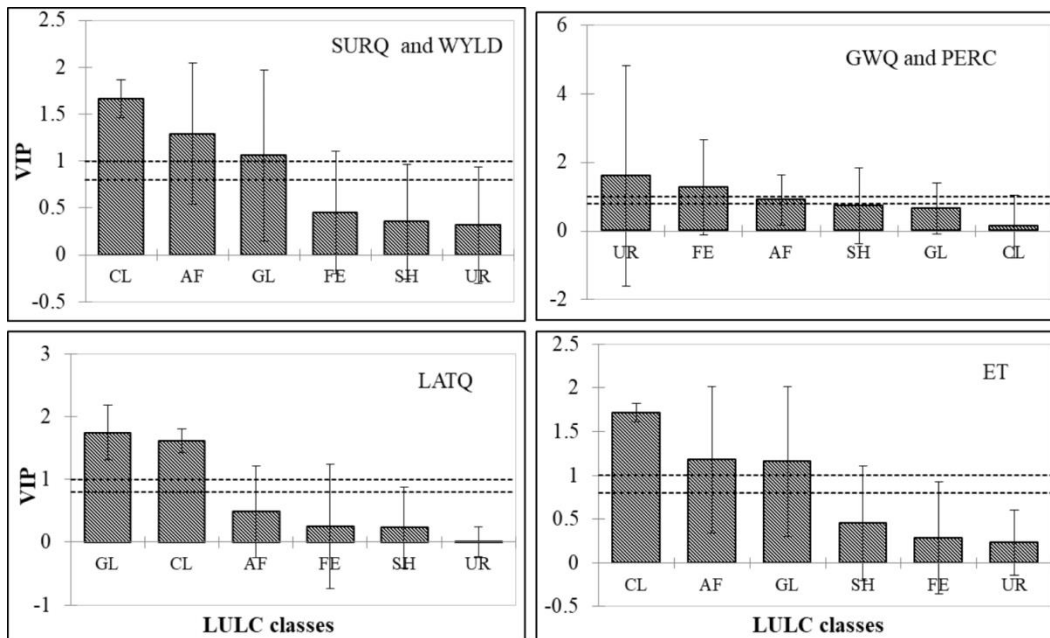 SURQ and WYLD
2.5
2
1.5
1
0.5
0
-0.5
VIP
CL AF GL FE SH UR
GWQ and PERC
6
4
2
0
-2
UR FE AF SH GL CL
LATQ
3
2
1
0
-1
VIP
GL CL AF FE SH UR
LULC classes
ET
2.5
2
1.5
1
0.5
0
-0.5
CL AF GL SH FE UR
LULC classes